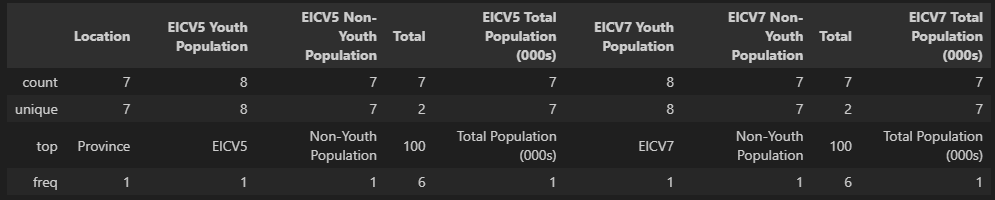 Location EICV5 Youth Population EICV5 Non-Youth Population Total EICV5 Total Population (000s) EICV7 Youth Population EICV7 Non-Youth Population Total EICV7 Total Population (000s)
count 7 8 7 7 7 8 7 7 7
unique 7 8 7 2 7 8 7 2 7
top Province EICV5 Non-Youth Population 100 Total Population (000s) EICV7 Non-Youth Population 100 Total Population (000s)
freq 1 1 1 6 1 1 1 6 1